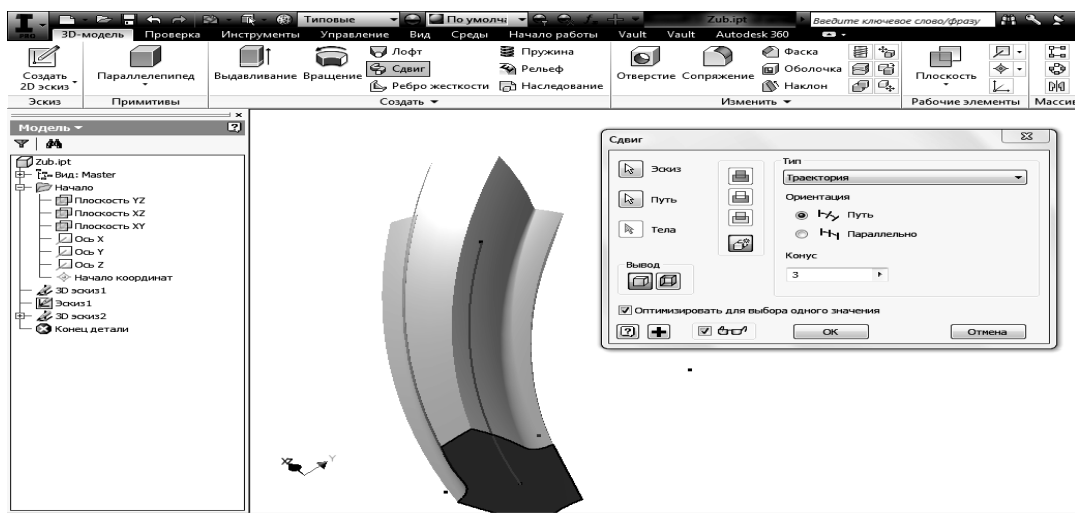 Типовые По умолч Zub.ipt Введите ключевое слово/фразу
PRO 3D-модель Проверка Инструменты Управление Вид Среды Начало работы Vault Vault Autodesk 360
Лофт Пружина Фаска
Создать Параллелепипед Выдавливание Вращение Сдвиг Рельеф Отверстие Сопряжение Оболочка Плоскость
2D эскиз Ребро жесткости Наследование Наклон
Эскиз Примитивы Создать Изменить Рабочие элементы Массив
Модель
Zub.ipt
Вид: Master
Начало
Плоскость YZ
Плоскость XZ
Плоскость XY
Ось X
Ось Y
Ось Z
Начало координат
3D эскиз1
Эскиз1
3D эскиз2
Конец детали
Y
Сдвиг
Эскиз
Путь
Тела
Вывод
Тип
Траектория
Ориентация
Путь
Параллельно
Конус
3
Оптимизировать для выбора одного значения
OK Отмена